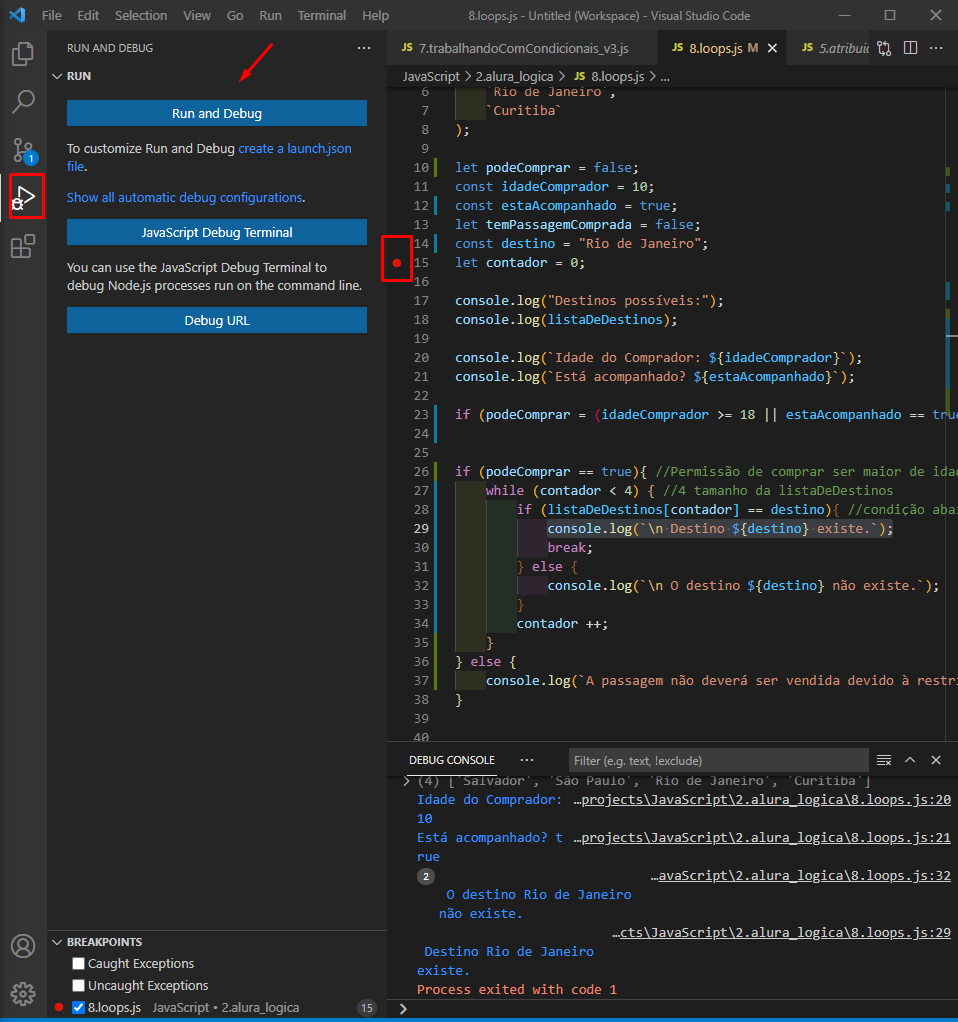 File Edit Selection View Go Run Terminal Help 8.loops.js - Untitled (Workspace) - Visual Studio Code
RUN AND DEBUG
RUN
Run and Debug
To customize Run and Debug create a launch.json
file.
Show all automatic debug configurations.
JavaScript Debug Terminal
You can use the JavaScript Debug Terminal to
debug Node.js processes run on the command line.
Debug URL
1
BREAKPOINTS
Caught Exceptions
Uncaught Exceptions
8.loops.js JavaScript • 2.alura_logica 15
JS 7.trabalhandoComCondicionais_v3.js JS 8.loops.js M JS 5.atribuic
JavaScript > 2.alura_logica > JS 8.loops.js > ...
6 `Rio de Janeiro`,
7 `Curitiba`
8 );
9
10 let podeComprar = false;
11 const idadeComprador = 10;
12 const estaAcompanhado = true;
13 let temPassagemComprada = false;
14 const destino = "Rio de Janeiro";
15 let contador = 0;
16
17 console.log("Destinos possíveis:");
18 console.log(listaDeDestinos);
19
20 console.log(`Idade do Comprador: ${idadeComprador}`);
21 console.log(`Está acompanhado? ${estaAcompanhado}`);
22
23 if (podeComprar = (idadeComprador >= 18 || estaAcompanhado == true
24
25
26 if (podeComprar == true){ //Permissão de comprar ser maior de idad
27 while (contador < 4) { //4 tamanho da listaDeDestinos
28 if (listaDeDestinos[contador] == destino){ //condição abai
29 console.log(`\n Destino ${destino} existe.`);
30 break;
31 } else {
32 console.log(`\n O destino ${destino} não existe.`);
33 }
34 contador ++;
35 }
36 } else {
37 console.log(`A passagem não deverá ser vendida devido à restri
38 }
39
40
DEBUG CONSOLE ... Filter (e.g. text, !exclude)
> (4) ['Salvador', 'São Paulo', 'Rio de Janeiro', 'Curitiba']
Idade do Comprador: …projects\JavaScript\2.alura_logica\8.loops.js:20
10
Está acompanhado? t …projects\JavaScript\2.alura_logica\8.loops.js:21
rue
2 …avaScript\2.alura_logica\8.loops.js:32
O destino Rio de Janeiro
não existe.
…cts\JavaScript\2.alura_logica\8.loops.js:29
Destino Rio de Janeiro
existe.
Process exited with code 1
>